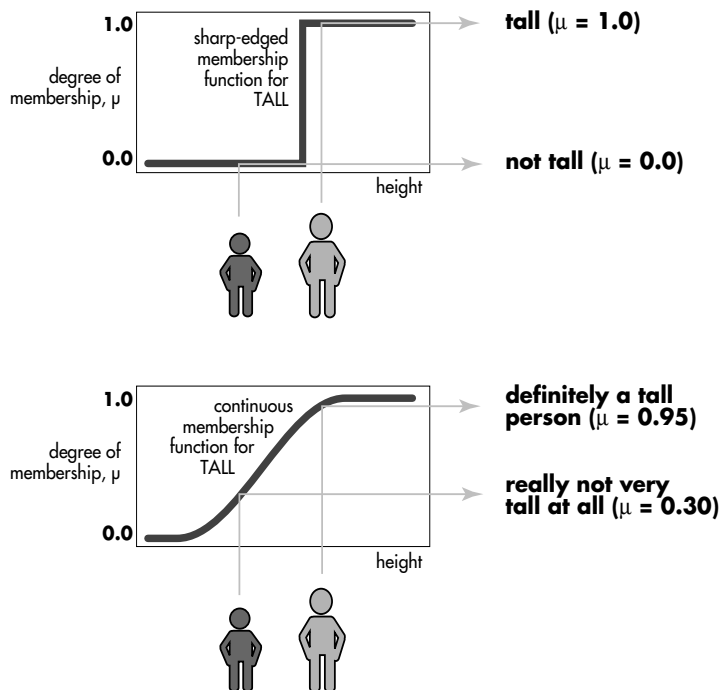 1.0
sharp-edged
membership
function for
TALL
degree of
membership, µ
0.0
height
tall (μ = 1.0)
not tall (μ = 0.0)
1.0
continuous
membership
function for
TALL
degree of
membership, µ
0.0
height
definitely a tall
person (μ = 0.95)
really not very
tall at all (μ = 0.30)